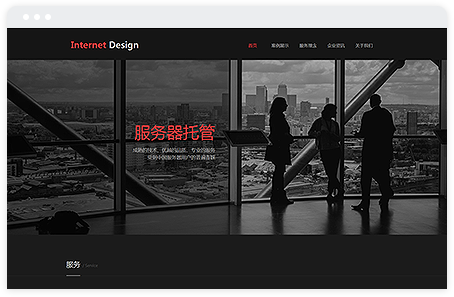 Internet Design
首页 案例展示 服务理念 企业资讯 关于我们
服务器托管
成熟的技术、优越的品质、专业的服务
受到中国服务器用户的普遍喜爱
服务 / Service